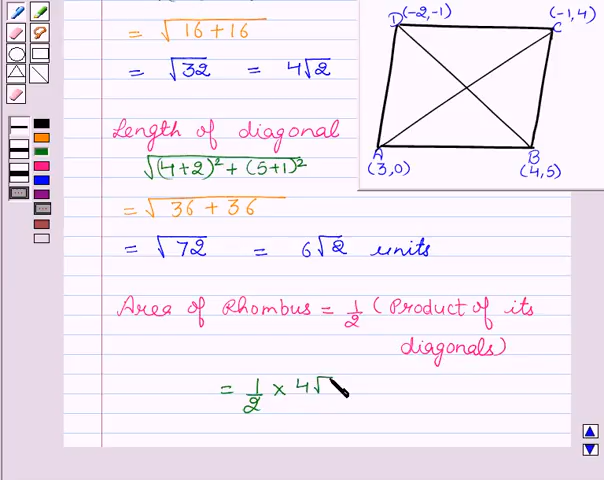 = √16 + 16
= √32 = 4√2
Length of diagonal
√(4+2)² + (5+1)²
= √36 + 36
= √72 = 6√2 units
Area of Rhombus = 1/2 (Product of its
diagonals)
= 1/2 × 4√
D(-2,-1)
(-1,4)
C
A
(3,0)
B
(4,5)